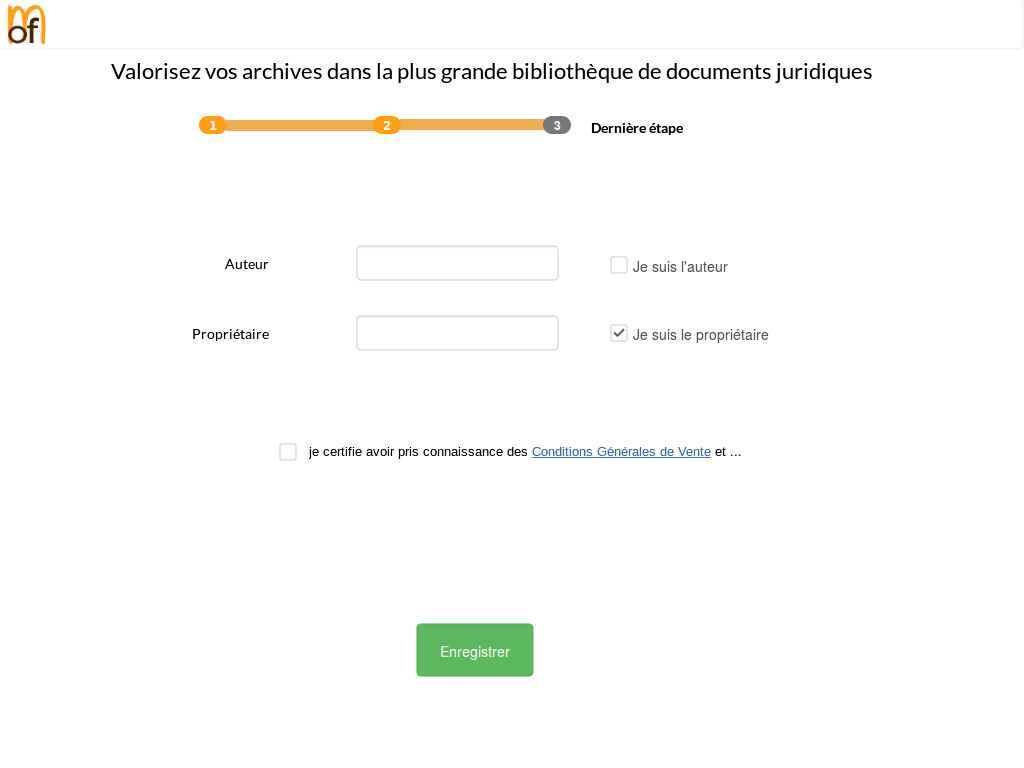 mof
Valorisez vos archives dans la plus grande bibliothèque de documents juridiques
1 2 3 Dernière étape
Auteur Je suis l'auteur
Propriétaire Je suis le propriétaire
je certifie avoir pris connaissance des Conditions Générales de Vente et ...
Enregistrer